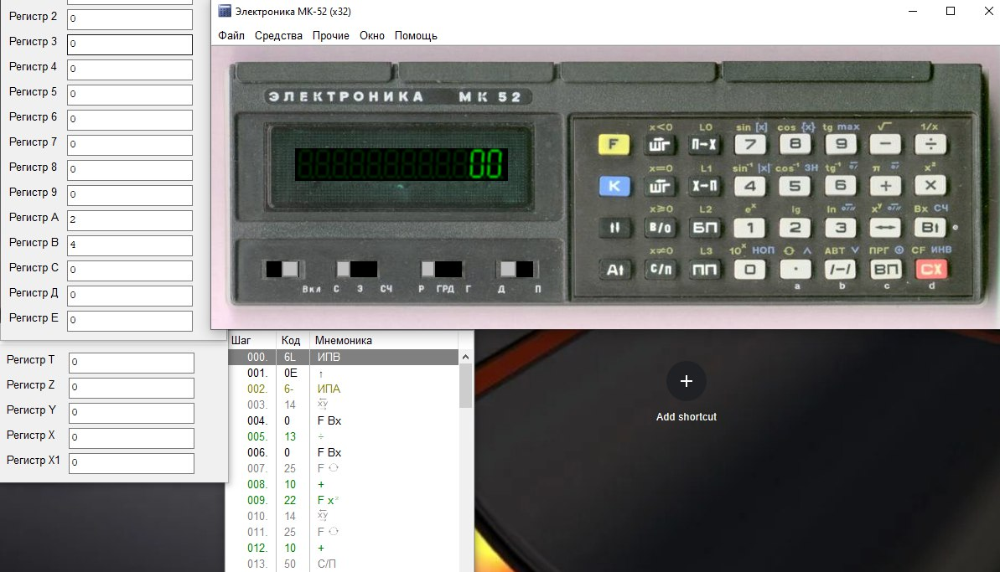 Регистр 2 0
Регистр 3 0
Регистр 4 0
Регистр 5 0
Регистр 6 0
Регистр 7 0
Регистр 8 0
Регистр 9 0
Регистр A 2
Регистр B 4
Регистр C 0
Регистр Д 0
Регистр E 0
Регистр T 0
Регистр Z 0
Регистр Y 0
Регистр X 0
Регистр X1 0
Электроника МК-52 (x32)
Файл Средства Прочие Окно Помощь
ЭЛЕКТРОНИКА МК 52
00
Вкл С З СЧ Р ГРД Г Д П
x<0 L0 sin [x] cos {x} tg max √ 1/x
F ШГ П→X 7 8 9 − ÷
x=0 L1 sin⁻¹ |x| cos⁻¹ ЗН tg⁻¹ π x²
K ШГ X→П 4 5 6 + ×
x≥0 L2 eˣ lg ln xʸ Bx СЧ
↑↓ В/О БП 1 2 3 ↔ В↑ e
x≠0 L3 10ˣ НОП ∧ АВТ ∨ ПРГ ⊕ CF ИНВ
А↑ С/П ПП 0 · /−/ ВП CX
a b c d
Шаг Код Мнемоника
000. 6L ИПВ
001. 0E ↑
002. 6- ИПА
003. 14 xy
004. 0 F Bx
005. 13 ÷
006. 0 F Bx
007. 25 F
008. 10 +
009. 22 F x²
010. 14 xy
011. 25 F
012. 10 +
013. 50 С/П
+
Add shortcut